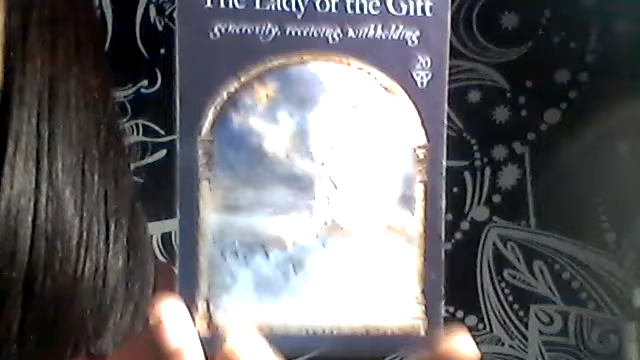 The Lady of the Gift
generosity, receiving, withholding
20